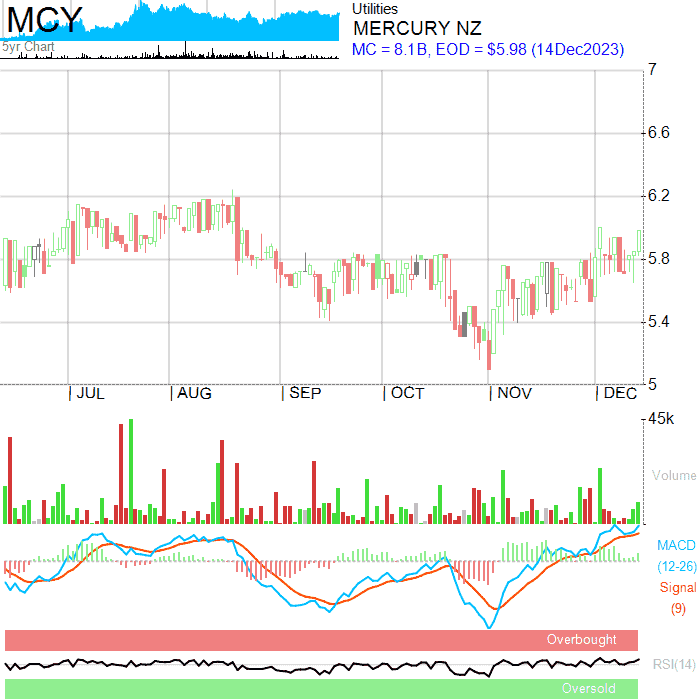 MCY
5yr Chart
Utilities
MERCURY NZ
MC = 8.1B, EOD = $5.98 (14Dec2023)
7
6.6
6.2
5.8
5.4
5
| JUL | AUG | SEP | OCT | NOV | DEC
45k
Volume
MACD
(12-26)
Signal
(9)
Overbought
RSI(14)
Oversold